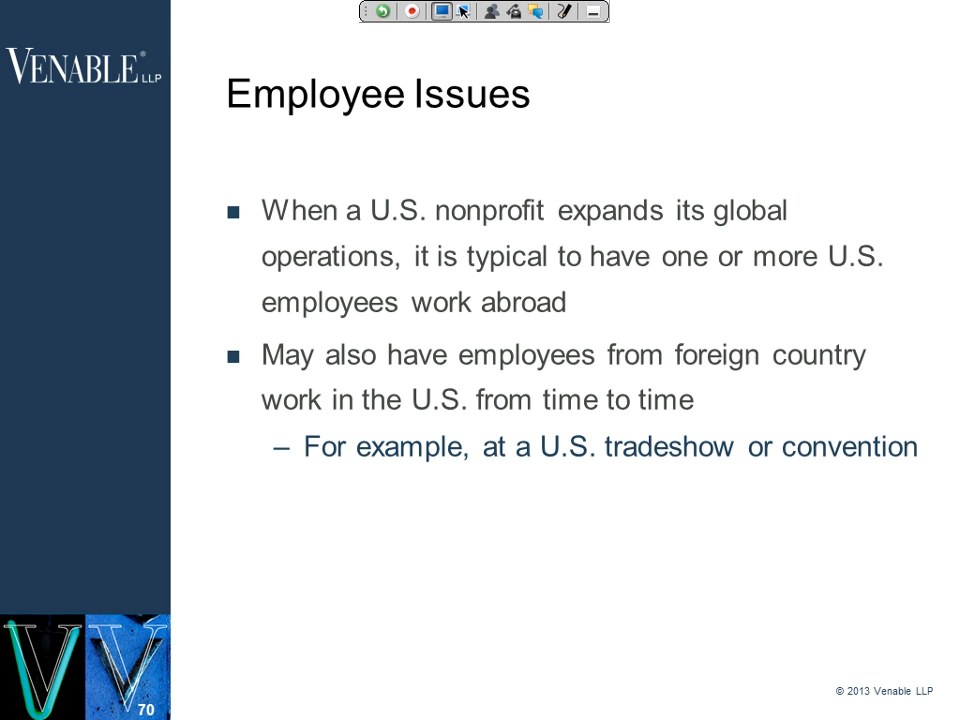 VENABLE® LLP
Employee Issues
■ When a U.S. nonprofit expands its global
operations, it is typical to have one or more U.S.
employees work abroad
■ May also have employees from foreign country
work in the U.S. from time to time
– For example, at a U.S. tradeshow or convention
V V
70
© 2013 Venable LLP